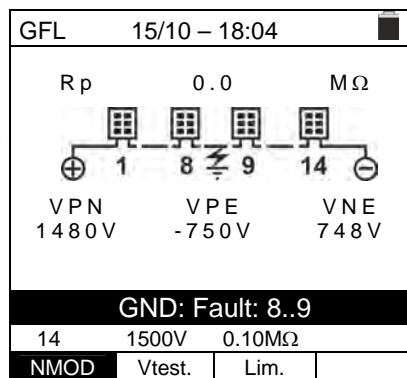 GFL 15/10 – 18:04
Rp 0.0 MΩ
1 8 9 14
VPN VPE VNE
1480V -750V 748V
GND: Fault: 8..9
14 1500V 0.10MΩ
NMOD Vtest. Lim.